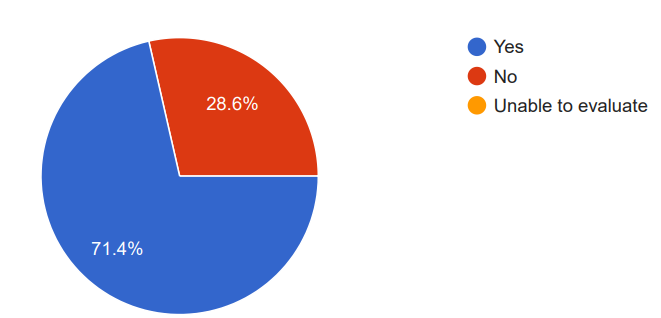 Yes
No
28.6%
Unable to evaluate
71.4%